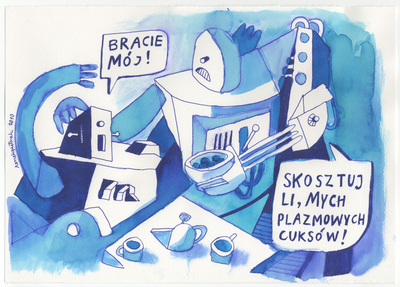 BRACIE
MÓJ!
SKOSZTUJ
LI, MYCH
PLAZMOWYCH
CUKSÓW!